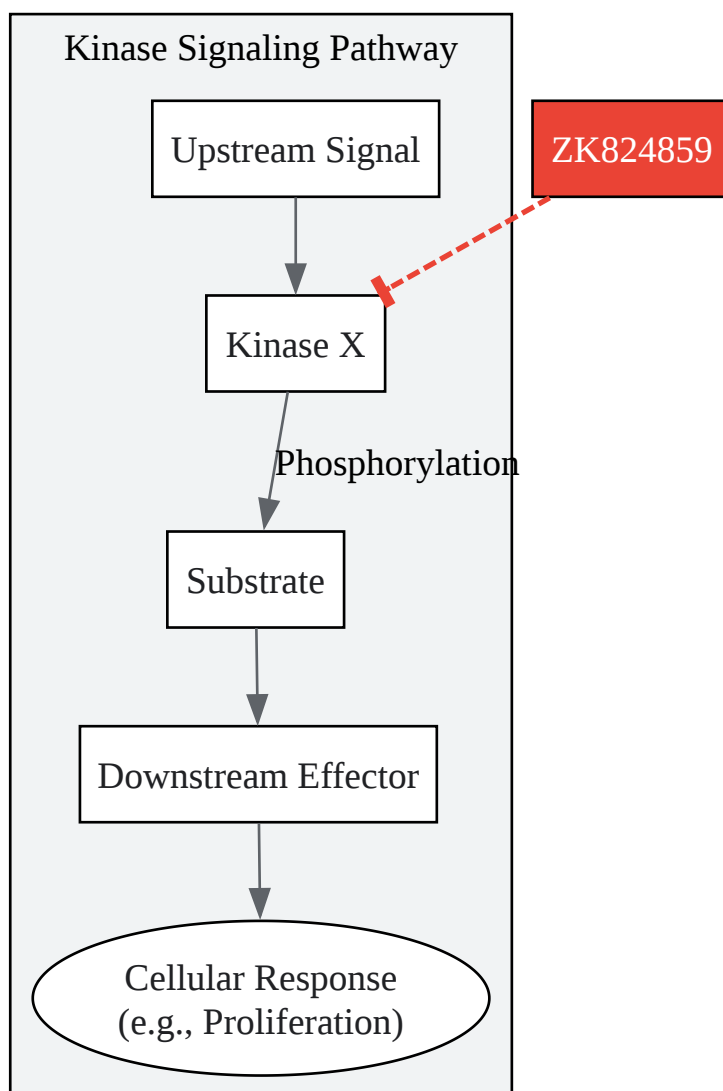 Kinase Signaling Pathway
Upstream Signal
ZK824859
Kinase X
Phosphorylation
Substrate
Downstream Effector
Cellular Response
(e.g., Proliferation)